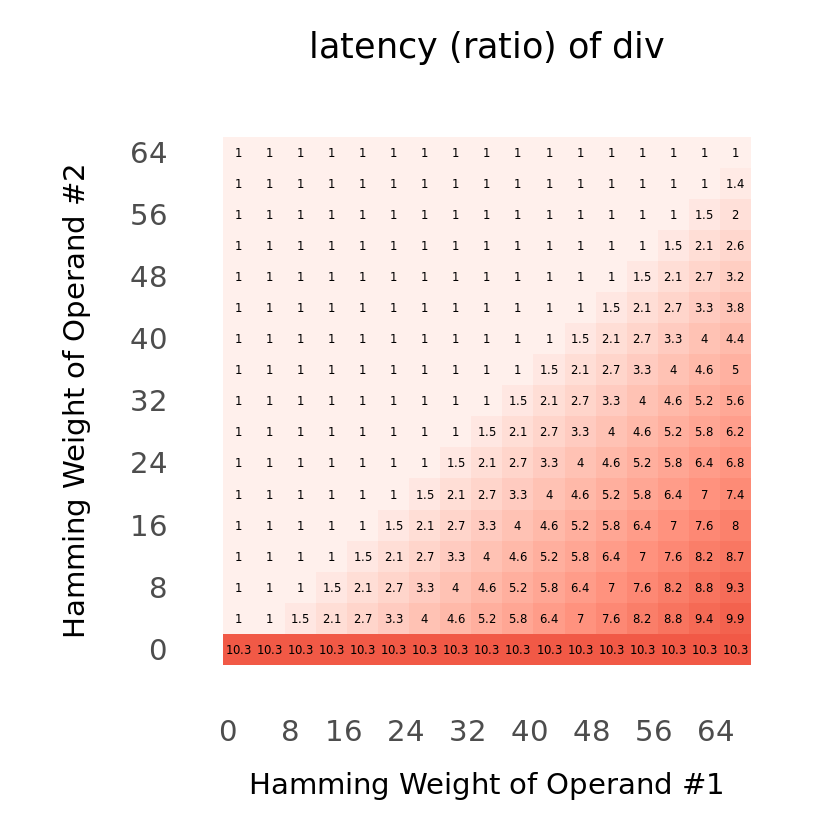 latency (ratio) of div
Hamming Weight of Operand #2
64 1 1 1 1 1 1 1 1 1 1 1 1 1 1 1 1 1
1 1 1 1 1 1 1 1 1 1 1 1 1 1 1 1 1.4
56 1 1 1 1 1 1 1 1 1 1 1 1 1 1 1 1.5 2
1 1 1 1 1 1 1 1 1 1 1 1 1 1 1.5 2.1 2.6
48 1 1 1 1 1 1 1 1 1 1 1 1 1 1.5 2.1 2.7 3.2
1 1 1 1 1 1 1 1 1 1 1 1 1.5 2.1 2.7 3.3 3.8
40 1 1 1 1 1 1 1 1 1 1 1 1.5 2.1 2.7 3.3 4 4.4
1 1 1 1 1 1 1 1 1 1 1.5 2.1 2.7 3.3 4 4.6 5
32 1 1 1 1 1 1 1 1 1 1.5 2.1 2.7 3.3 4 4.6 5.2 5.6
1 1 1 1 1 1 1 1 1.5 2.1 2.7 3.3 4 4.6 5.2 5.8 6.2
24 1 1 1 1 1 1 1 1.5 2.1 2.7 3.3 4 4.6 5.2 5.8 6.4 6.8
1 1 1 1 1 1 1.5 2.1 2.7 3.3 4 4.6 5.2 5.8 6.4 7 7.4
16 1 1 1 1 1 1.5 2.1 2.7 3.3 4 4.6 5.2 5.8 6.4 7 7.6 8
1 1 1 1 1.5 2.1 2.7 3.3 4 4.6 5.2 5.8 6.4 7 7.6 8.2 8.7
8 1 1 1 1.5 2.1 2.7 3.3 4 4.6 5.2 5.8 6.4 7 7.6 8.2 8.8 9.3
1 1 1.5 2.1 2.7 3.3 4 4.6 5.2 5.8 6.4 7 7.6 8.2 8.8 9.4 9.9
0 10.3 10.3 10.3 10.3 10.3 10.3 10.3 10.3 10.3 10.3 10.3 10.3 10.3 10.3 10.3 10.3 10.3
0 8 16 24 32 40 48 56 64
Hamming Weight of Operand #1